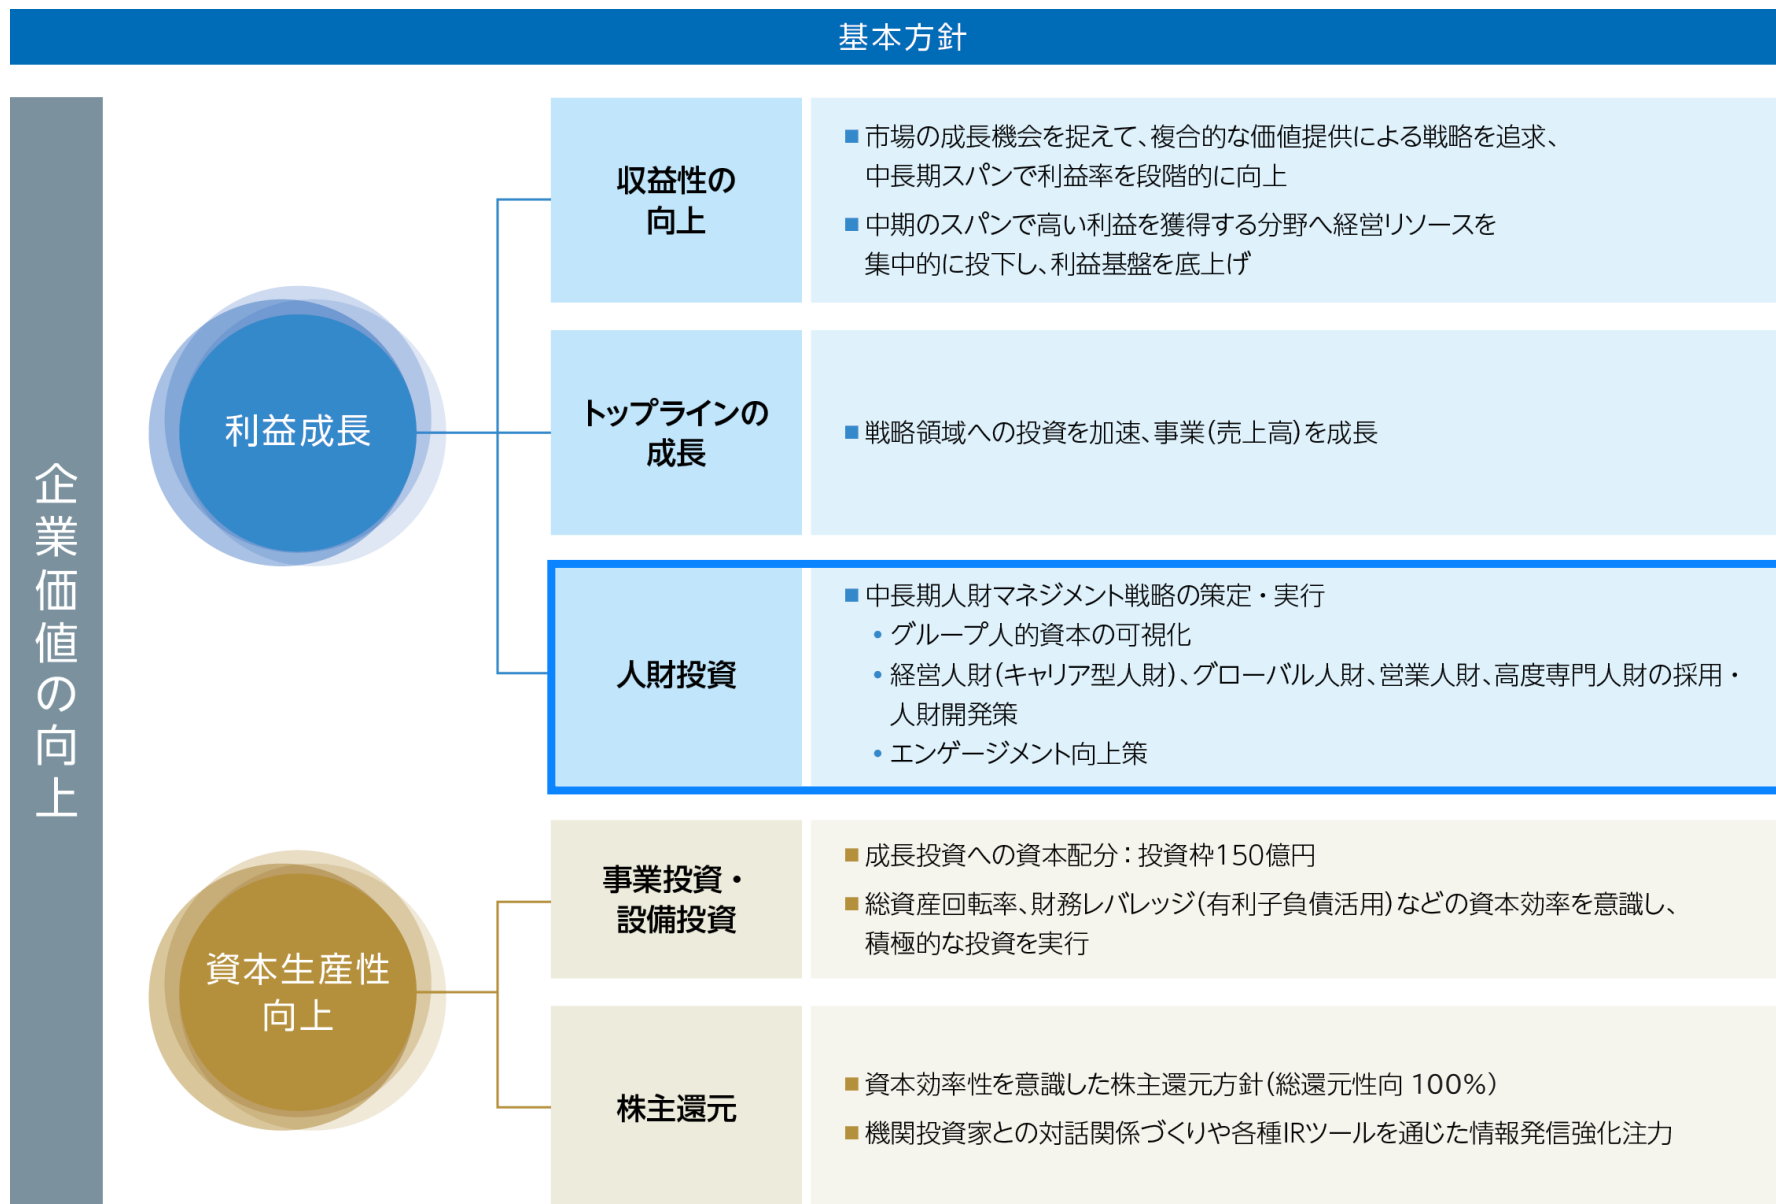 基本方針
企業価値の向上
利益成長
収益性の
向上
■ 市場の成長機会を捉えて、複合的な価値提供による戦略を追求、
中長期スパンで利益率を段階的に向上
■ 中期のスパンで高い利益を獲得する分野へ経営リソースを
集中的に投下し、利益基盤を底上げ
トップラインの
成長
■ 戦略領域への投資を加速、事業(売上高)を成長
人財投資
■ 中長期人財マネジメント戦略の策定・実行
• グループ人的資本の可視化
• 経営人財(キャリア型人財)、グローバル人財、営業人財、高度専門人財の採用・
人財開発策
• エンゲージメント向上策
資本生産性
向上
事業投資・
設備投資
■ 成長投資への資本配分：投資枠150億円
■ 総資産回転率、財務レバレッジ(有利子負債活用)などの資本効率を意識し、
積極的な投資を実行
株主還元
■ 資本効率性を意識した株主還元方針(総還元性向 100%)
■ 機関投資家との対話関係づくりや各種IRツールを通じた情報発信強化注力